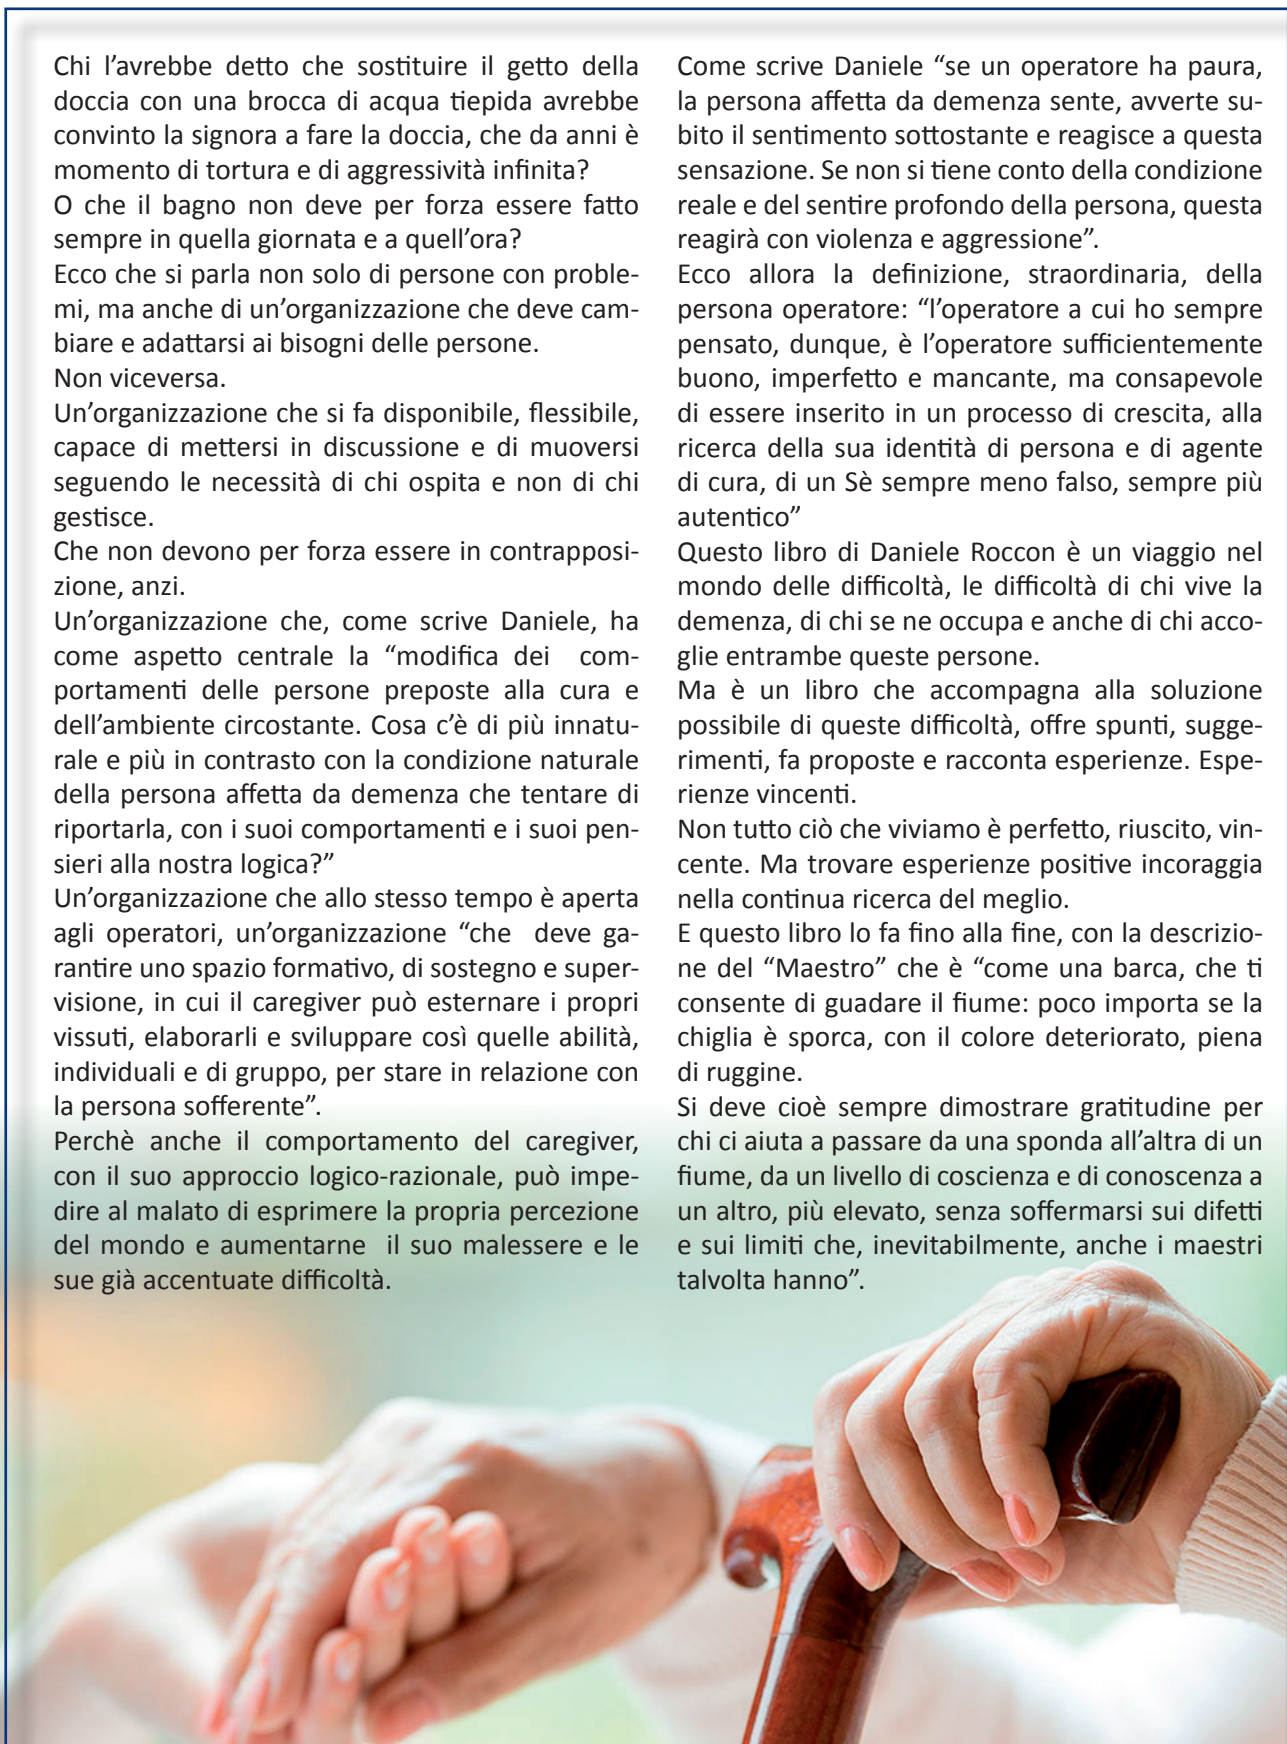 Chi l’avrebbe detto che sostituire il getto della
doccia con una brocca di acqua tiepida avrebbe
convinto la signora a fare la doccia, che da anni è
momento di tortura e di aggressività infinita?
O che il bagno non deve per forza essere fatto
sempre in quella giornata e a quell’ora?
Ecco che si parla non solo di persone con proble-
mi, ma anche di un’organizzazione che deve cam-
biare e adattarsi ai bisogni delle persone.
Non viceversa.
Un’organizzazione che si fa disponibile, flessibile,
capace di mettersi in discussione e di muoversi
seguendo le necessità di chi ospita e non di chi
gestisce.
Che non devono per forza essere in contrapposi-
zione, anzi.
Un’organizzazione che, come scrive Daniele, ha
come aspetto centrale la “modifica dei com-
portamenti delle persone preposte alla cura e
dell’ambiente circostante. Cosa c’è di più innatu-
rale e più in contrasto con la condizione naturale
della persona affetta da demenza che tentare di
riportarla, con i suoi comportamenti e i suoi pen-
sieri alla nostra logica?”
Un’organizzazione che allo stesso tempo è aperta
agli operatori, un’organizzazione “che deve ga-
rantire uno spazio formativo, di sostegno e super-
visione, in cui il caregiver può esternare i propri
vissuti, elaborarli e sviluppare così quelle abilità,
individuali e di gruppo, per stare in relazione con
la persona sofferente”.
Perchè anche il comportamento del caregiver,
con il suo approccio logico-razionale, può impe-
dire al malato di esprimere la propria percezione
del mondo e aumentarne il suo malessere e le
sue già accentuate difficoltà.
Come scrive Daniele “se un operatore ha paura,
la persona affetta da demenza sente, avverte su-
bito il sentimento sottostante e reagisce a questa
sensazione. Se non si tiene conto della condizione
reale e del sentire profondo della persona, questa
reagirà con violenza e aggressione”.
Ecco allora la definizione, straordinaria, della
persona operatore: “l’operatore a cui ho sempre
pensato, dunque, è l’operatore sufficientemente
buono, imperfetto e mancante, ma consapevole
di essere inserito in un processo di crescita, alla
ricerca della sua identità di persona e di agente
di cura, di un Sè sempre meno falso, sempre più
autentico”
Questo libro di Daniele Roccon è un viaggio nel
mondo delle difficoltà, le difficoltà di chi vive la
demenza, di chi se ne occupa e anche di chi acco-
glie entrambe queste persone.
Ma è un libro che accompagna alla soluzione
possibile di queste difficoltà, offre spunti, sugge-
rimenti, fa proposte e racconta esperienze. Espe-
rienze vincenti.
Non tutto ciò che viviamo è perfetto, riuscito, vin-
cente. Ma trovare esperienze positive incoraggia
nella continua ricerca del meglio.
E questo libro lo fa fino alla fine, con la descrizio-
ne del “Maestro” che è “come una barca, che ti
consente di guadare il fiume: poco importa se la
chiglia è sporca, con il colore deteriorato, piena
di ruggine.
Si deve cioè sempre dimostrare gratitudine per
chi ci aiuta a passare da una sponda all’altra di un
fiume, da un livello di coscienza e di conoscenza a
un altro, più elevato, senza soffermarsi sui difetti
e sui limiti che, inevitabilmente, anche i maestri
talvolta hanno”.